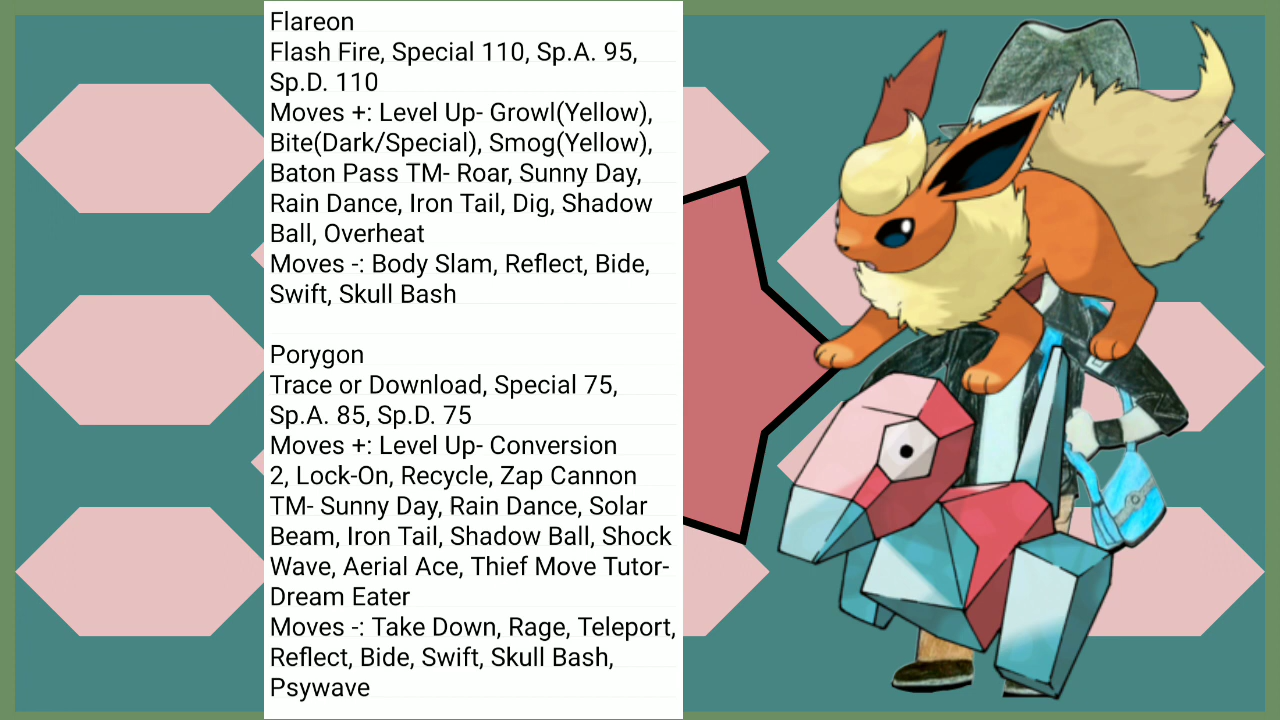 Flareon
Flash Fire, Special 110, Sp.A. 95,
Sp.D. 110
Moves +: Level Up- Growl(Yellow),
Bite(Dark/Special), Smog(Yellow),
Baton Pass TM- Roar, Sunny Day,
Rain Dance, Iron Tail, Dig, Shadow
Ball, Overheat
Moves -: Body Slam, Reflect, Bide,
Swift, Skull Bash
Porygon
Trace or Download, Special 75,
Sp.A. 85, Sp.D. 75
Moves +: Level Up- Conversion
2, Lock-On, Recycle, Zap Cannon
TM- Sunny Day, Rain Dance, Solar
Beam, Iron Tail, Shadow Ball, Shock
Wave, Aerial Ace, Thief Move Tutor-
Dream Eater
Moves -: Take Down, Rage, Teleport,
Reflect, Bide, Swift, Skull Bash,
Psywave